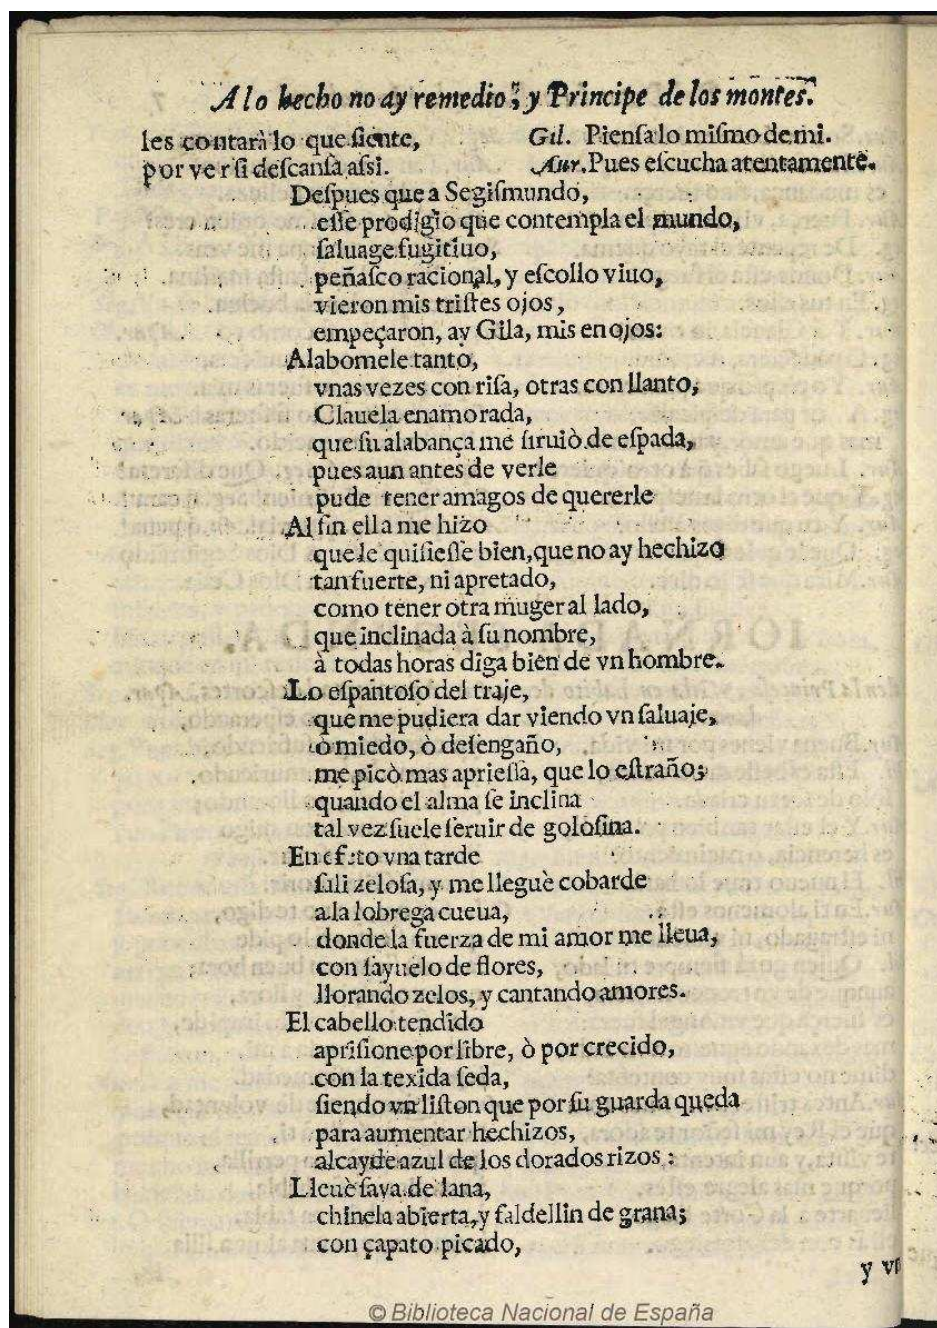 A lo hecho no ay remedio, y Principe de los montes.
les contarà lo que siente,
por ver si descansa assi.
Gil. Piensa lo mismo de mi.
Aur. Pues escucha atentamente.
Despues que a Segismundo,
esse prodigio que contempla el mundo,
saluage fugitiuo,
peñasco racional, y escollo viuo,
vieron mis tristes ojos,
empeçaron, ay Gila, mis enojos:
Alabomele tanto,
vnas vezes con risa, otras con llanto,
Clauela enamorada,
que su alabança me siruiò de espada,
pues aun antes de verle
pude tener amagos de quererle
Al fin ella me hizo
que le quisiesse bien, que no ay hechizo
tan fuerte, ni apretado,
como tener otra muger al lado,
que inclinada à su nombre,
à todas horas diga bien de vn hombre.
Lo espantoso del traje,
que me pudiera dar viendo vn saluaje,
ò miedo, ò desengaño,
me picò mas apriessa, que lo estraño;
quando el alma se inclina
tal vez suele seruir de golosina.
En efeto vna tarde
sali zelosa, y me lleguè cobarde
a la lobrega cueua,
donde la fuerza de mi amor me lleua,
con sayuelo de flores,
llorando zelos, y cantando amores.
El cabello tendido
aprisione por libre, ò por crecido,
con la texida seda,
siendo vn liston que por su guarda queda
para aumentar hechizos,
alcayde azul de los dorados rizos:
Lleuè saya de lana,
chinela abierta, y faldellin de grana;
con çapato picado,
y vn
© Biblioteca Nacional de España